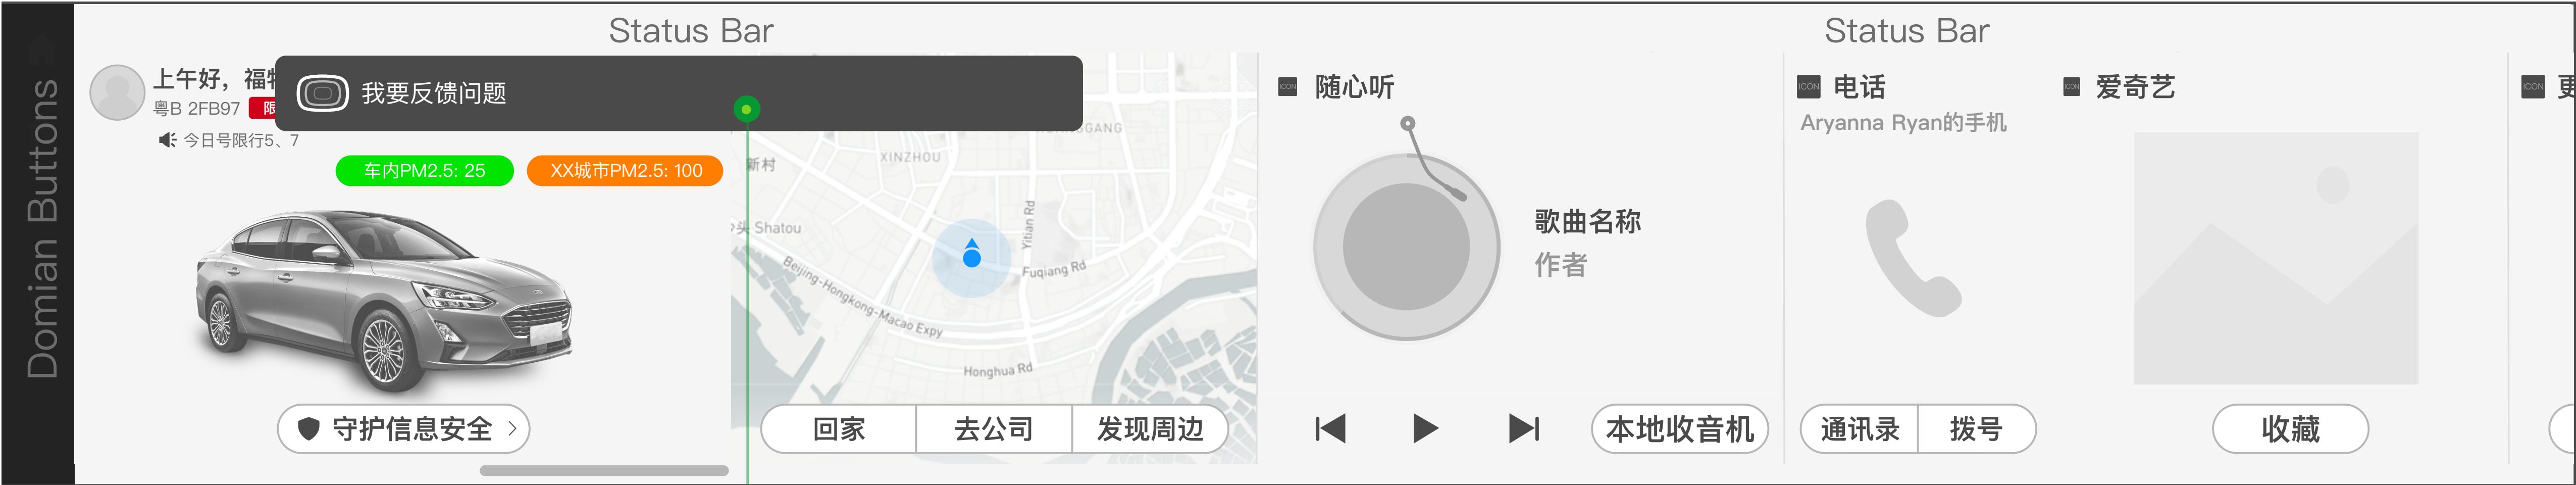 Status Bar
Status Bar
Domian Buttons
上午好，福
粤B 2FB97 限
今日号限行5、7
我要反馈问题
车内PM2.5: 25
XX城市PM2.5: 100
守护信息安全
XINZHOU
新村
头 Shatou
Yitian Rd
Fuqiang Rd
Beijing-Hongkong-Macao Expy
Honghua Rd
回家
去公司
发现周边
ICON 随心听
歌曲名称
作者
本地收音机
ICON 电话
Aryanna Ryan的手机
通讯录
拨号
ICON 爱奇艺
收藏
ICON